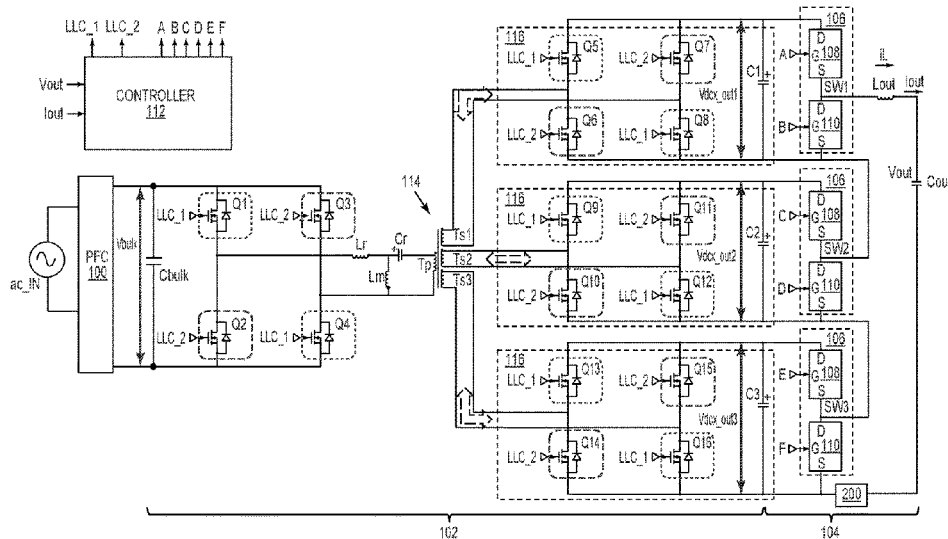 LLC_1 LLC_2 A B C D E F
Vout
Iout
CONTROLLER
112
ac_IN
PFC
100
Vbulk
Cbulk
LLC_1
Q1
LLC_2
Q3
LLC_2
Q2
LLC_1
Q4
Lr
Cr
+
Lm
114
Tp
Ts1
Ts2
Ts3
116
LLC_1
Q5
LLC_2
Q7
LLC_2
Q6
LLC_1
Q8
Vdcx_out1
C1
+
116
LLC_1
Q9
LLC_2
Q11
LLC_2
Q10
LLC_1
Q12
Vdcx_out2
C2
+
116
LLC_1
Q13
LLC_2
Q15
LLC_2
Q14
LLC_1
Q16
Vdcx_out3
C3
+
106
A
D
G 108
S
SW1
B
D
G 110
S
106
C
D
G 108
S
SW2
D
D
G 110
S
106
E
D
G 108
S
SW3
F
D
G 110
S
IL
Lout
Iout
Vout
Cou
200
102
104